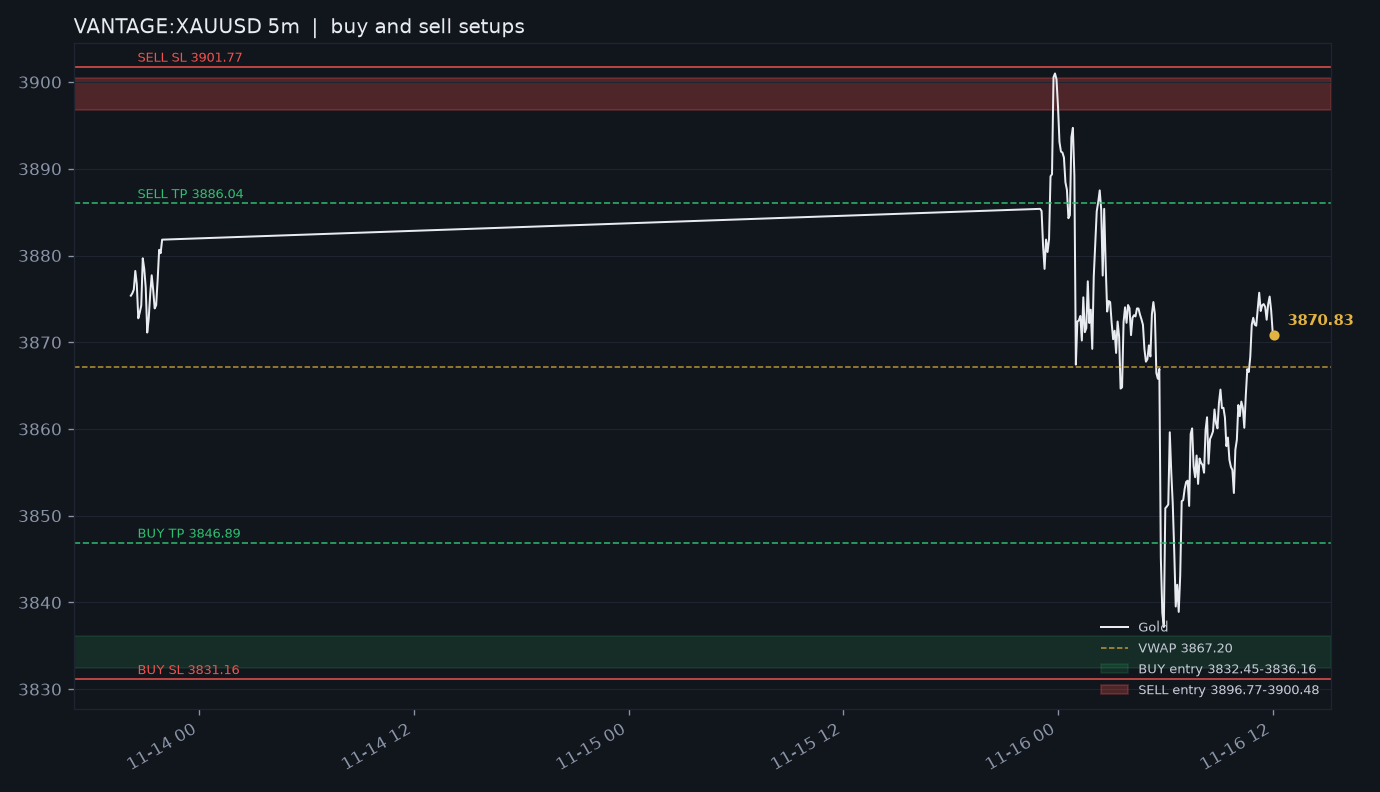 VANTAGE:XAUUSD 5m | buy and sell setups
SELL SL 3901.77
3900
3890
SELL TP 3886.04
3880
3870.83
3870
3860
3850
BUY TP 3846.89
3840
Gold
VWAP 3867.20
BUY entry 3832.45-3836.16
BUY SL 3831.16
SELL entry 3896.77-3900.48
3830
11-14 00
11-14 12
11-15 00
11-15 12
11-16 00
11-16 12